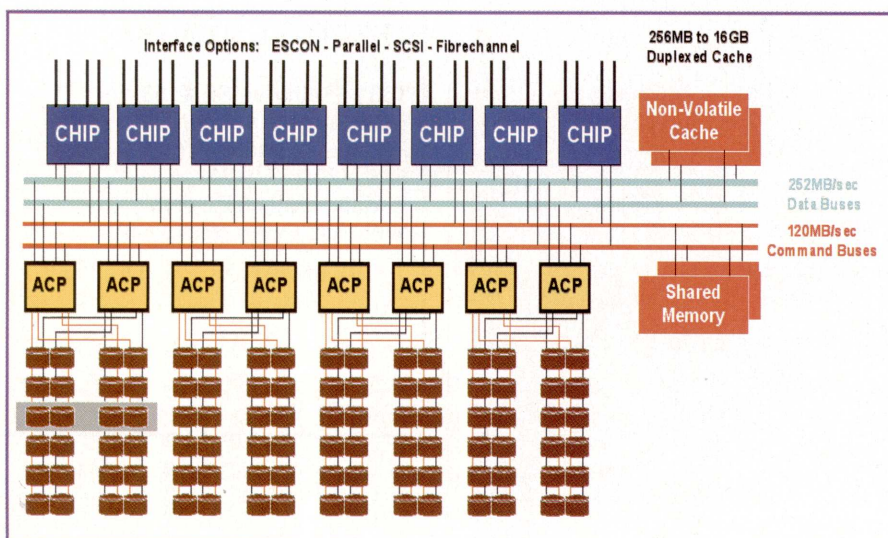 Interface Options: ESCON - Parallel - SCSI - Fibrechannel
256MB to 16GB
Duplexed Cache
CHIP CHIP CHIP CHIP CHIP CHIP CHIP CHIP
Non-Volatile
Cache
252MB/sec
Data Buses
120MB/sec
Command Buses
ACP ACP ACP ACP ACP ACP ACP ACP
Shared
Memory